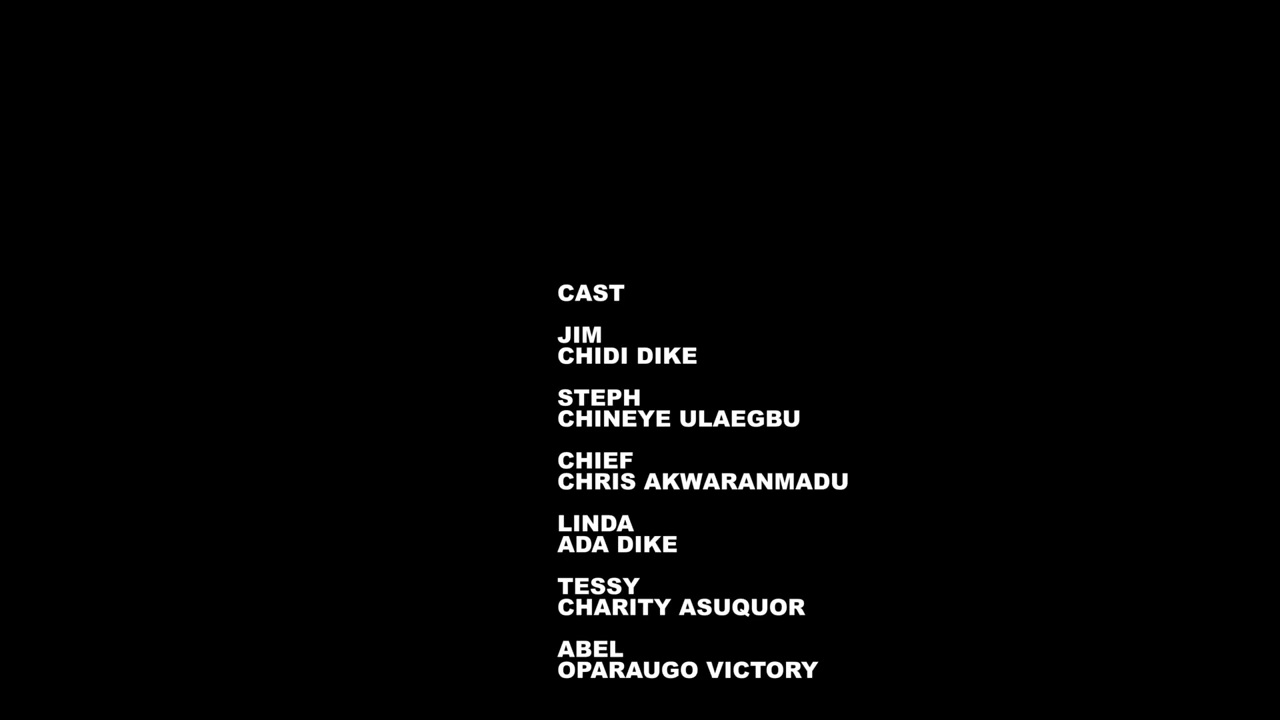 CAST
JIM
CHIDI DIKE
STEPH
CHINEYE ULAEGBU
CHIEF
CHRIS AKWARANMADU
LINDA
ADA DIKE
TESSY
CHARITY ASUQUOR
ABEL
OPARAUGO VICTORY